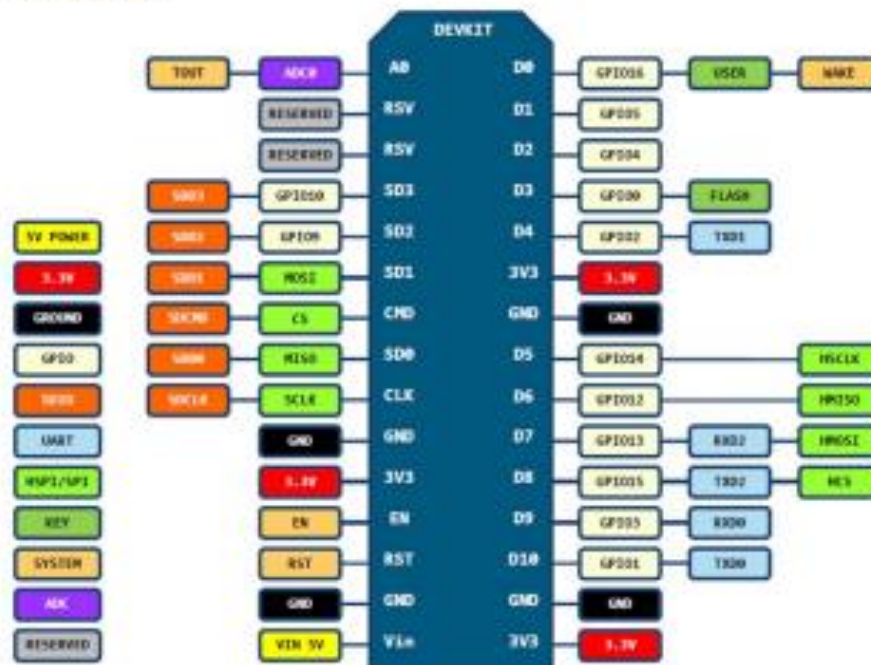 DEVKIT
TOUT ADC0 A0 D0 GPIO16 USER WAKE
RESERVED RSV D1 GPIO5
RESERVED RSV D2 GPIO4
SDD3 GPIO10 SD3 D3 GPIO0 FLASH
5V POWER SDD2 GPIO9 SD2 D4 GPIO2 TXD1
3.3V SDD1 MOSI SD1 3V3 3.3V
GROUND SDCMD CS CMD GND GND
GPIO SDD0 MISO SD0 D5 GPIO14 HSCLK
SDIO SDCLK SCLK CLK D6 GPIO12 HMISO
UART GND GND D7 GPIO13 RXD2 HMOSI
HSPI/SPI 3.3V 3V3 D8 GPIO15 TXD2 HCS
KEY EN EN D9 GPIO3 RXD0
SYSTEM RST RST D10 GPIO1 TXD0
ADC GND GND GND GND
RESERVED VIN 5V Vin 3V3 3.3V